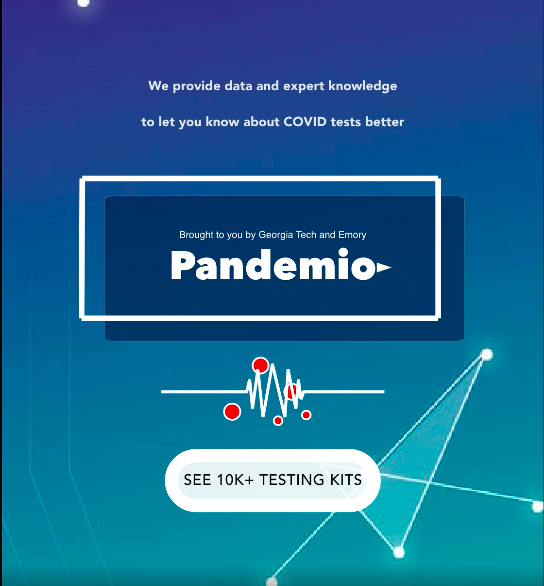 We provide data and expert knowledge
to let you know about COVID tests better
Brought to you by Georgia Tech and Emory
Pandemio
SEE 10K+ TESTING KITS